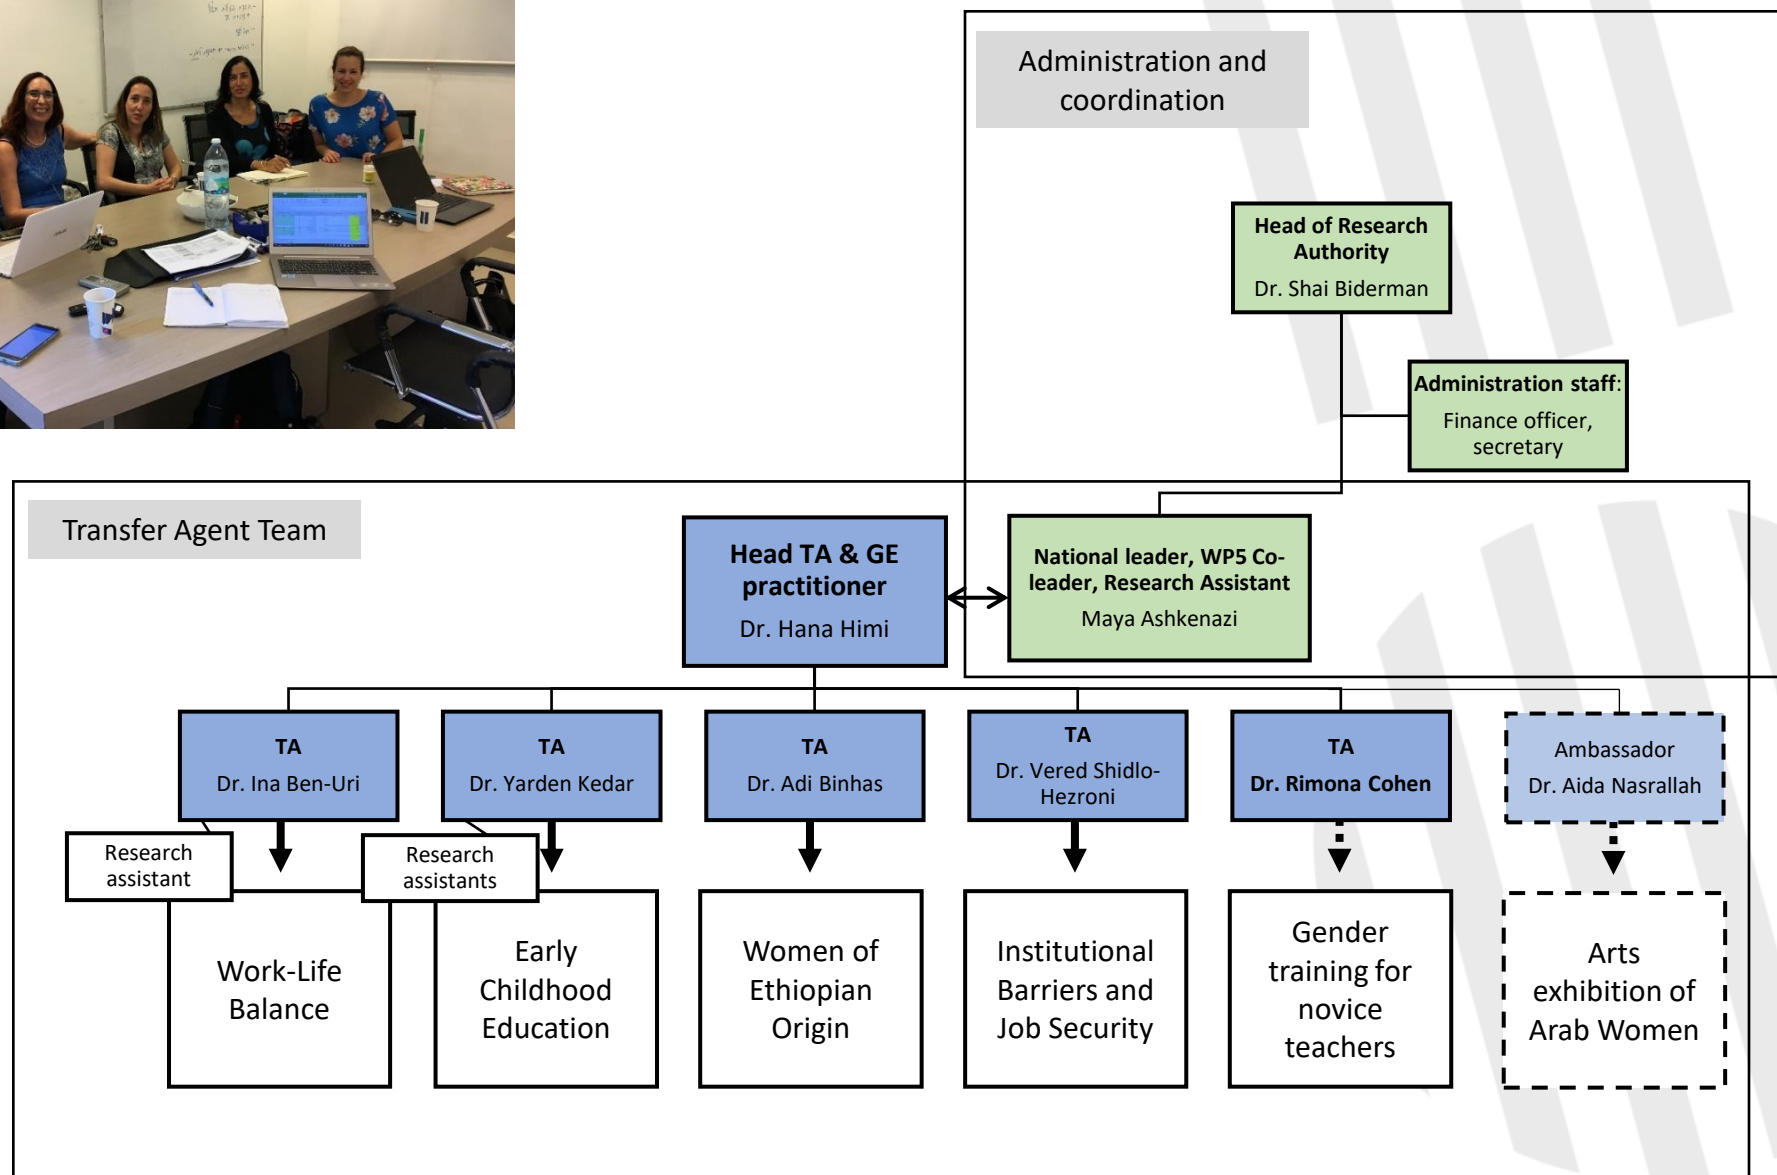 Administration and
coordination
Head of Research
Authority
Dr. Shai Biderman
Administration staff:
Finance officer,
secretary
Transfer Agent Team
Head TA & GE
practitioner
Dr. Hana Himi
National leader, WP5 Co-
leader, Research Assistant
Maya Ashkenazi
TA
Dr. Ina Ben-Uri
TA
Dr. Yarden Kedar
TA
Dr. Adi Binhas
TA
Dr. Vered Shidlo-
Hezroni
TA
Dr. Rimona Cohen
Ambassador
Dr. Aida Nasrallah
Research
assistant
Research
assistants
Work-Life
Balance
Early
Childhood
Education
Women of
Ethiopian
Origin
Institutional
Barriers and
Job Security
Gender
training for
novice
teachers
Arts
exhibition of
Arab Women